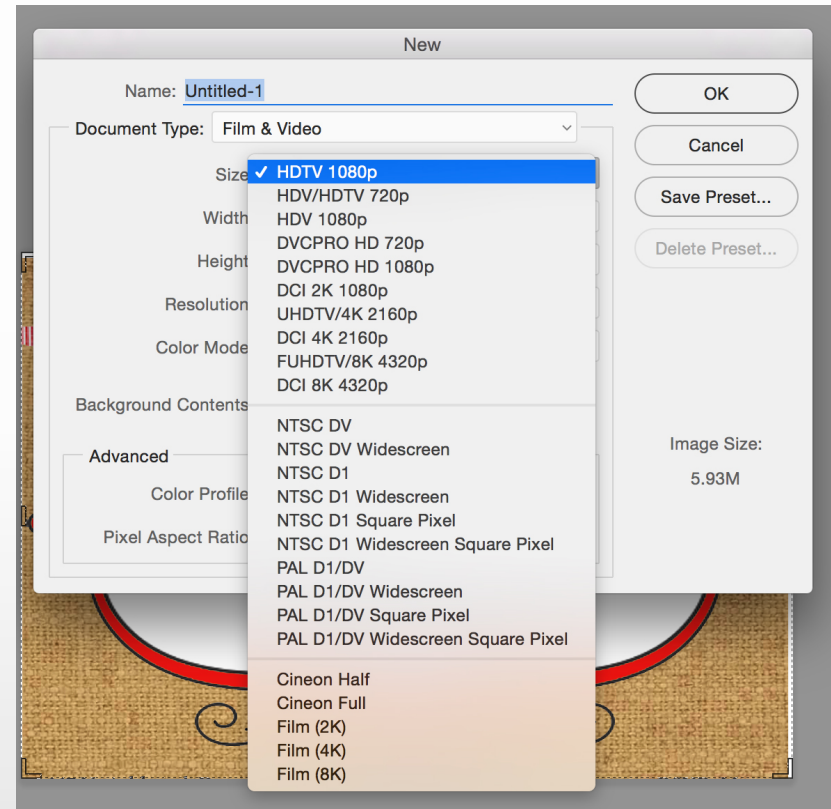 New
Name: Untitled-1
OK
Document Type: Film & Video
Cancel
Size ✓ HDTV 1080p
HDV/HDTV 720p
Save Preset...
Width
HDV 1080p
DVCPRO HD 720p
Delete Preset...
Height
DVCPRO HD 1080p
DCI 2K 1080p
Resolution
UHDTV/4K 2160p
DCI 4K 2160p
Color Mode
FUHDTV/8K 4320p
DCI 8K 4320p
Background Contents
NTSC DV
NTSC DV Widescreen
Image Size:
Advanced
NTSC D1
5.93M
Color Profile
NTSC D1 Widescreen
NTSC D1 Square Pixel
Pixel Aspect Ratio
NTSC D1 Widescreen Square Pixel
PAL D1/DV
PAL D1/DV Widescreen
PAL D1/DV Square Pixel
PAL D1/DV Widescreen Square Pixel
Cineon Half
Cineon Full
Film (2K)
Film (4K)
Film (8K)